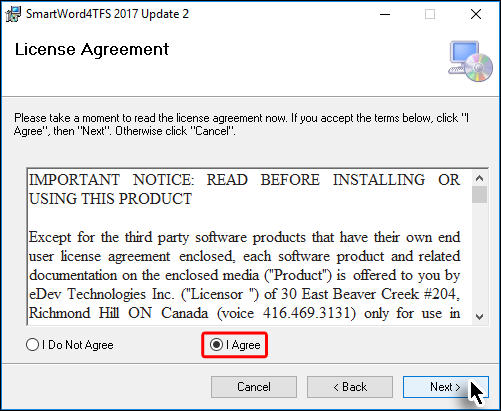 SmartWord4TFS 2017 Update 2
License Agreement
Please take a moment to read the license agreement now. If you accept the terms below, click "I
Agree", then "Next". Otherwise click "Cancel".
IMPORTANT NOTICE: READ BEFORE INSTALLING OR
USING THIS PRODUCT
Except for the third party software products that have their own end
user license agreement enclosed, each software product and related
documentation on the enclosed media ("Product") is offered to you by
eDev Technologies Inc. ("Licensor ") of 30 East Beaver Creek #204,
Richmond Hill ON Canada (voice 416.469.3131) only for use in
I Do Not Agree
I Agree
Cancel
< Back
Next >